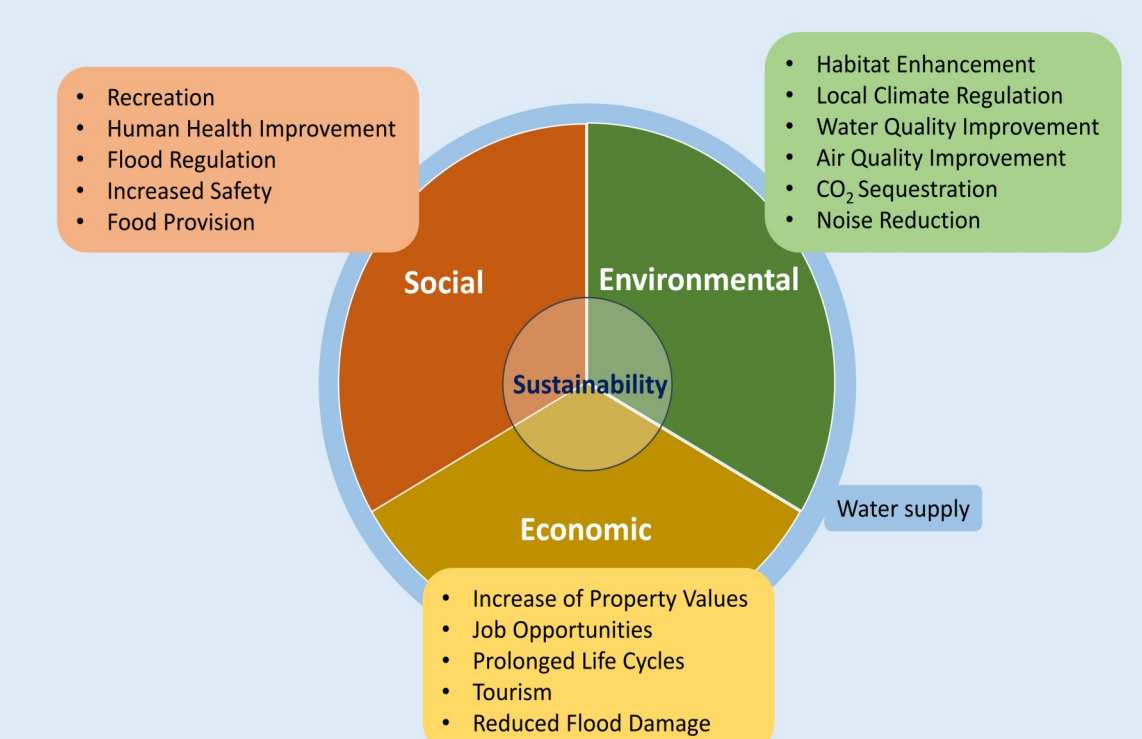 • Recreation
• Human Health Improvement
• Flood Regulation
• Increased Safety
• Food Provision
• Habitat Enhancement
• Local Climate Regulation
• Water Quality Improvement
• Air Quality Improvement
• CO₂ Sequestration
• Noise Reduction
Social
Environmental
Sustainability
Economic
Water supply
• Increase of Property Values
• Job Opportunities
• Prolonged Life Cycles
• Tourism
• Reduced Flood Damage